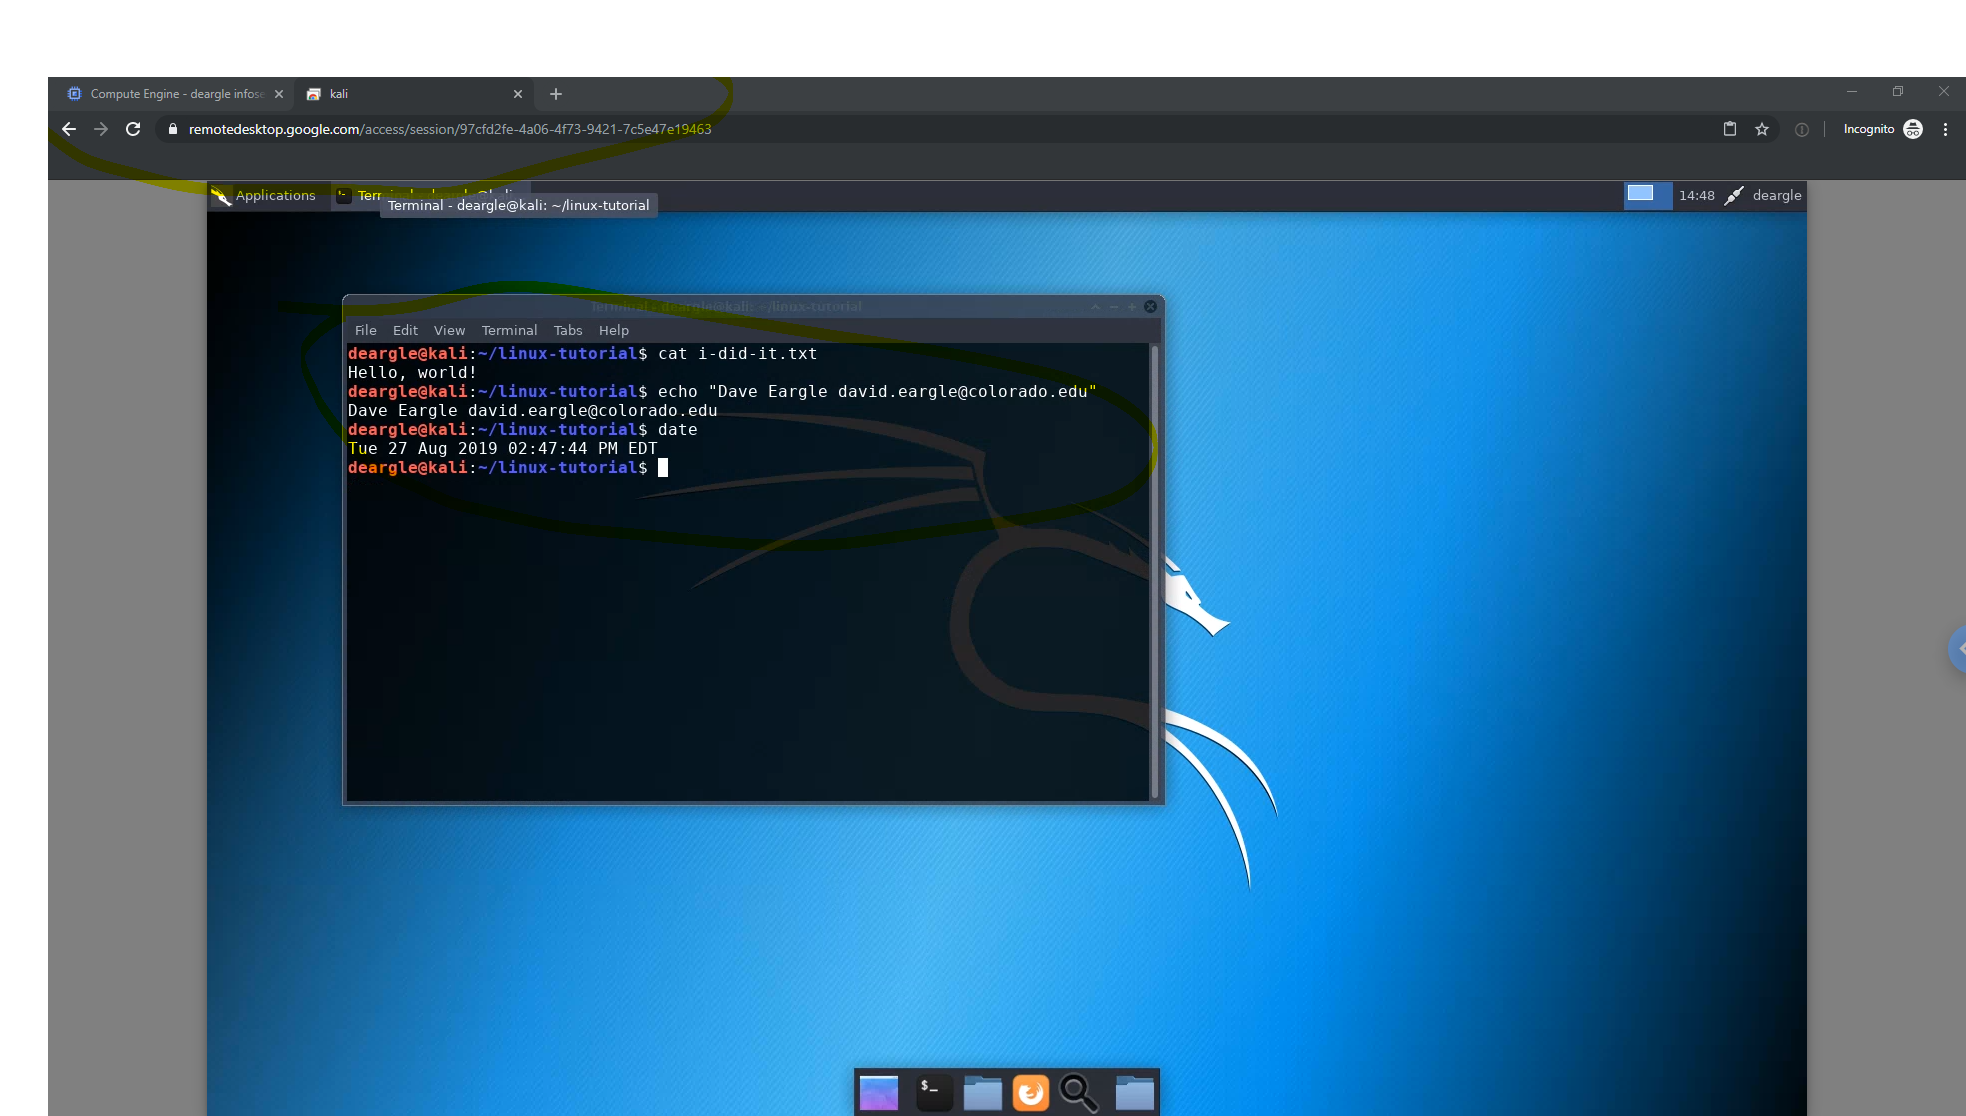 Compute Engine - deargle infose
kali
remotedesktop.google.com/access/session/97cfd2fe-4a06-4f73-9421-7c5e47e19463
Incognito
Applications
Terminal - deargle@kali:
14:48
deargle
Terminal - deargle@kali: ~/linux-tutorial
Terminal - deargle@kali: ~/linux-tutorial
File Edit View Terminal Tabs Help
deargle@kali:~/linux-tutorial$ cat i-did-it.txt
Hello, world!
deargle@kali:~/linux-tutorial$ echo "Dave Eargle david.eargle@colorado.edu"
Dave Eargle david.eargle@colorado.edu
deargle@kali:~/linux-tutorial$ date
Tue 27 Aug 2019 02:47:44 PM EDT
deargle@kali:~/linux-tutorial$
$_